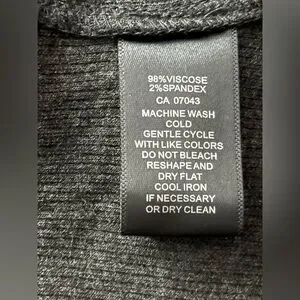 98%VISCOSE
2%SPANDEX
CA 07043
MACHINE WASH
COLD
GENTLE CYCLE
WITH LIKE COLORS
DO NOT BLEACH
RESHAPE AND
DRY FLAT
COOL IRON
IF NECESSARY
OR DRY CLEAN